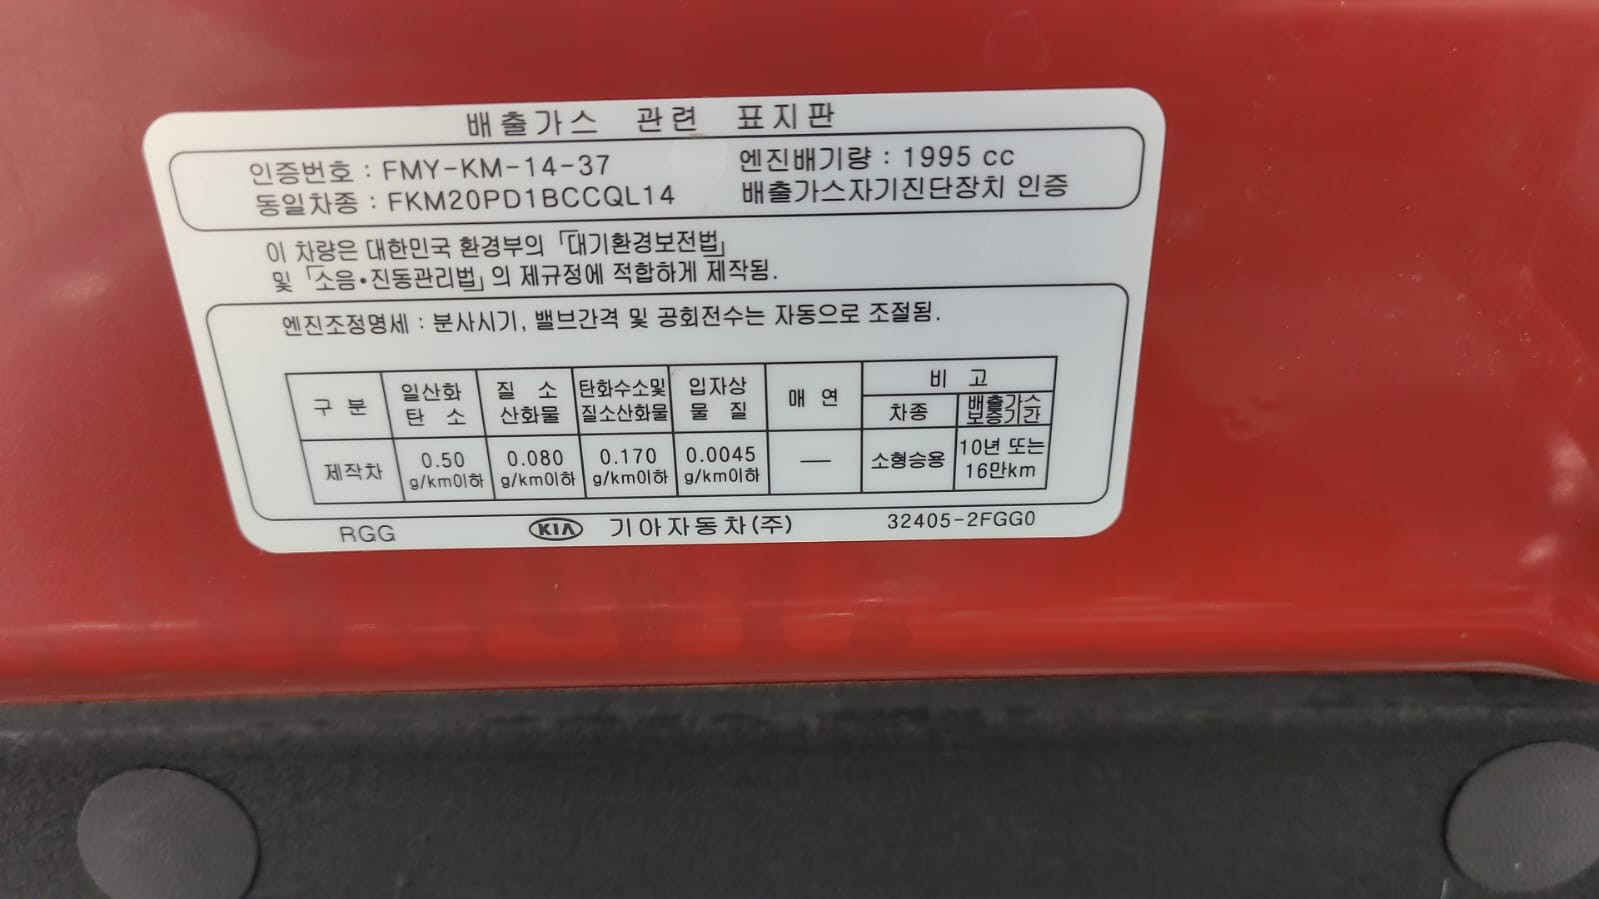 배출가스 관련 표지판
인증번호 : FMY-KM-14-37
동일차종 : FKM20PD1BCCQL14
엔진배기량 : 1995 cc
배출가스자기진단장치 인증
이 차량은 대한민국 환경부의 「대기환경보전법」
및 「소음•진동관리법」의 제규정에 적합하게 제작됨.
엔진조정명세 : 분사시기, 밸브간격 및 공회전수는 자동으로 조절됨.
구 분 일산화탄 소 질 소산화물 탄화수소및질소산화물 입자상물 질 매 연 비 고
차종 배출가스보증기간
제작차 0.50 g/km이하 0.080 g/km이하 0.170 g/km이하 0.0045 g/km이하 — 소형승용 10년 또는 16만km
RGG KIA 기아자동차(주) 32405-2FGG0